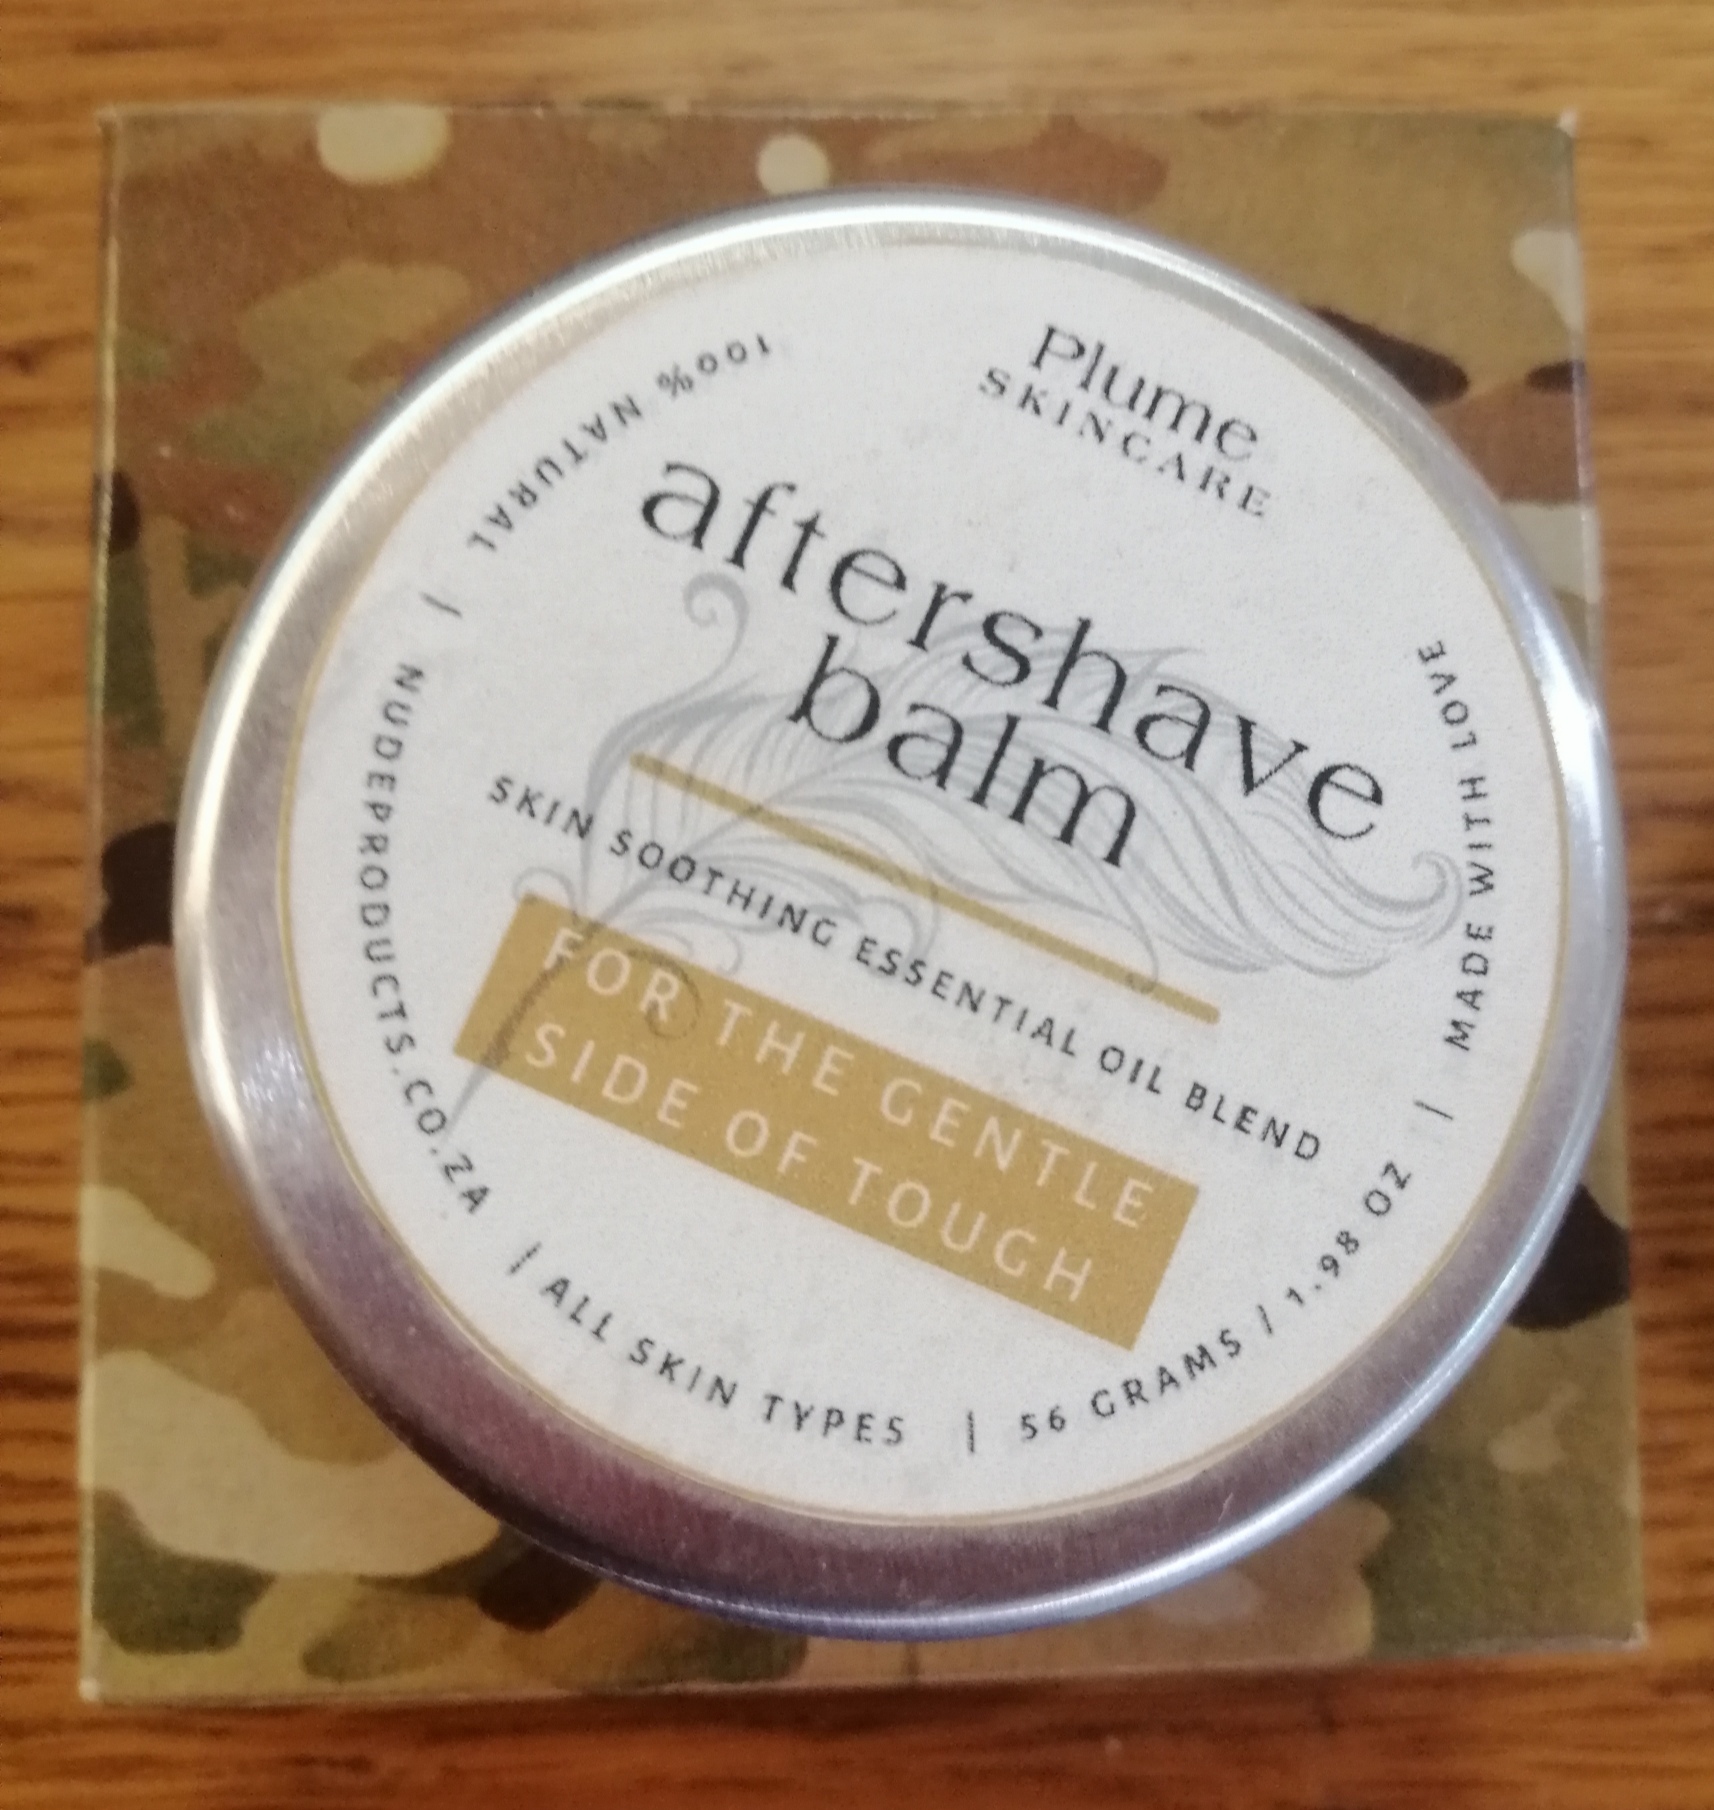 Plume
SKINCARE
aftershave
balm
SKIN SOOTHING ESSENTIAL OIL BLEND
FOR THE GENTLE
SIDE OF TOUGH
100% NATURAL | NUDEPRODUCTS.CO.ZA | ALL SKIN TYPES | 56 GRAMS / 1.98 OZ | MADE WITH LOVE